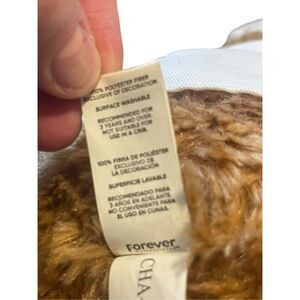 100% POLYESTER FIBER
EXCLUSIVE OF DECORATION
SURFACE WASHABLE
RECOMMENDED FOR
3 YEARS AND OVER.
NOT SUITABLE FOR
USE IN A CRIB.
100% FIBRA DE POLIÉSTER
EXCLUSIVO DE
LA DECORACIÓN
SUPERFICIE LAVABLE
RECOMENDADO PARA
3 AÑOS EN ADELANTE.
NO CONVENIENTE PARA
EL USO EN CUNAS.
Forever
CHA